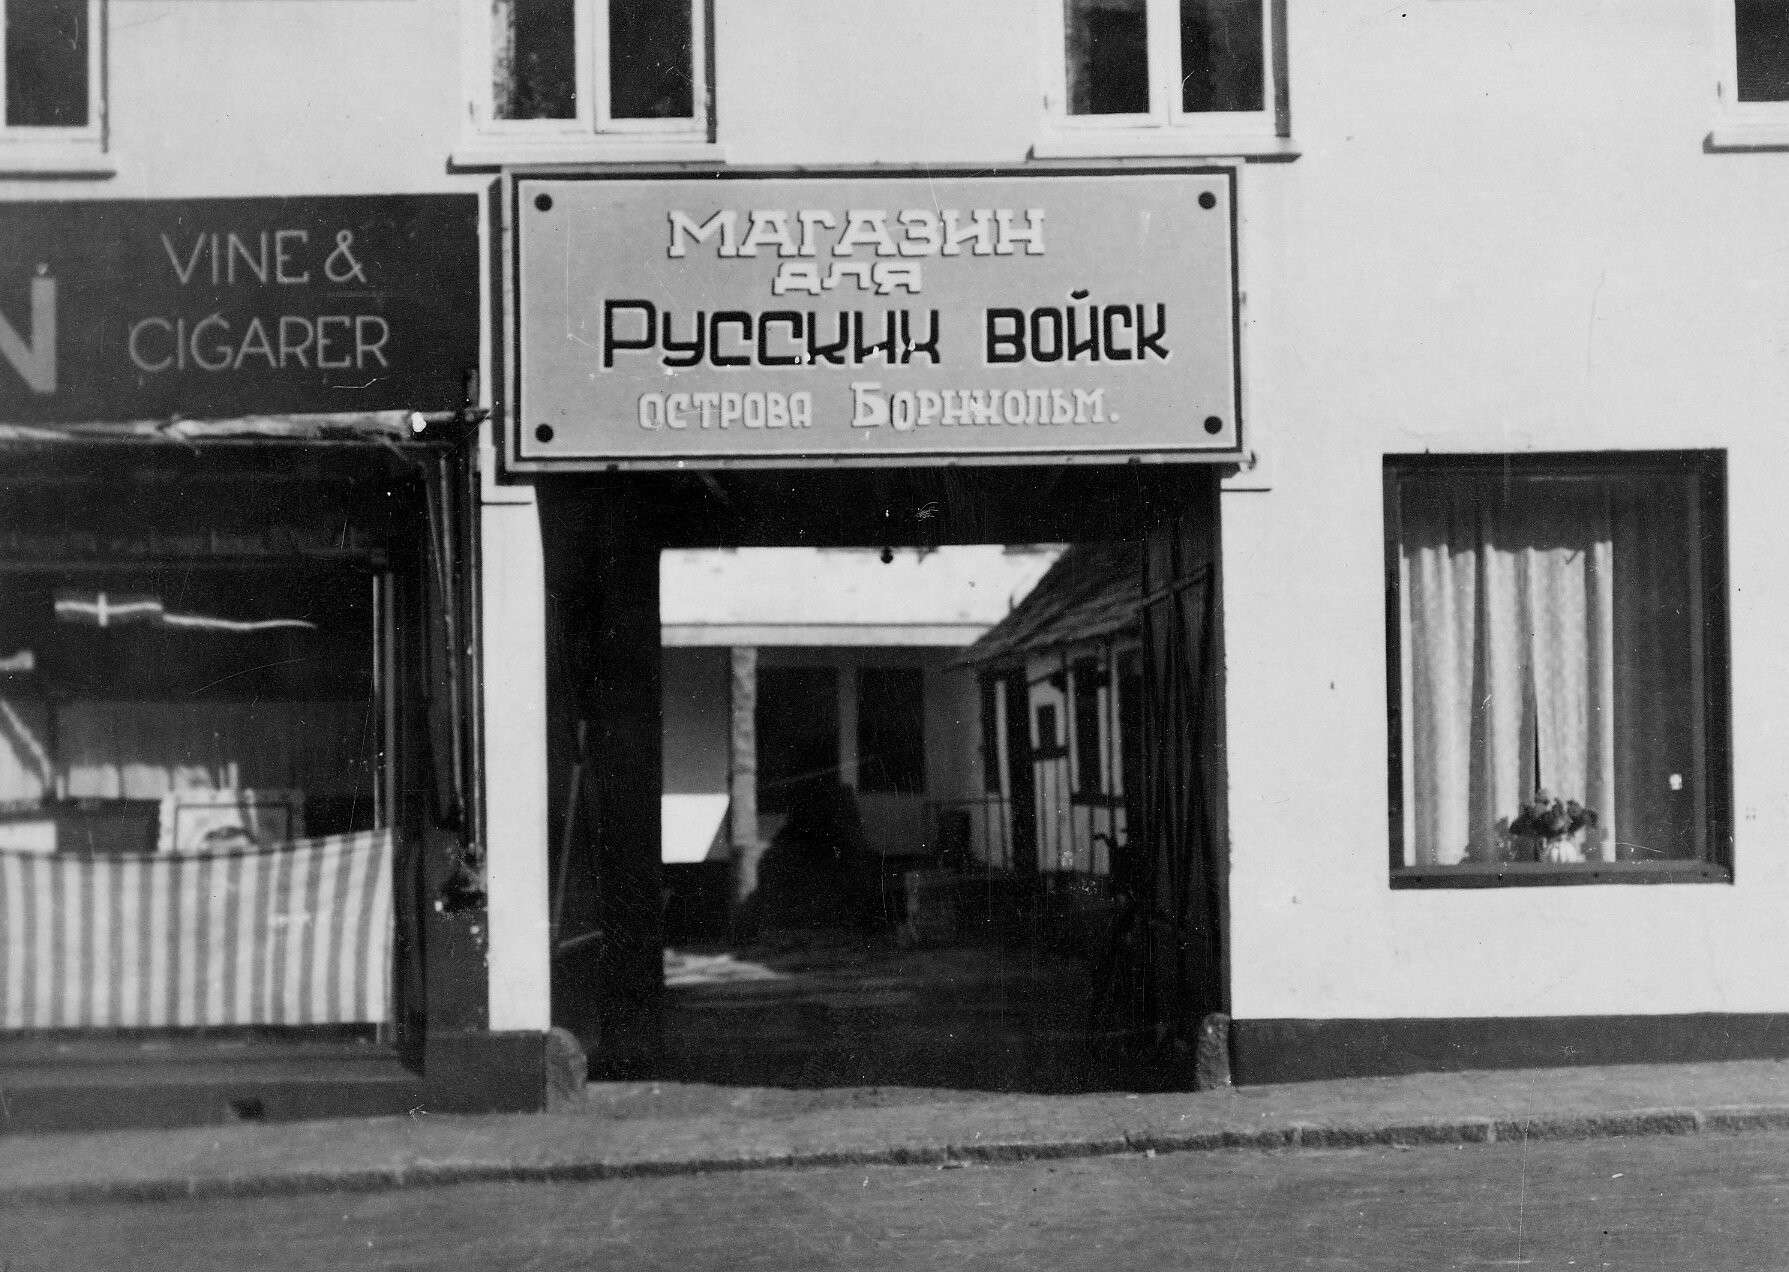 N
VINE &
CIGARER
МАГАЗИН
ДЛЯ
РУССКИХ ВОЙСК
ОСТРОВА БОРНХОЛЬМ.